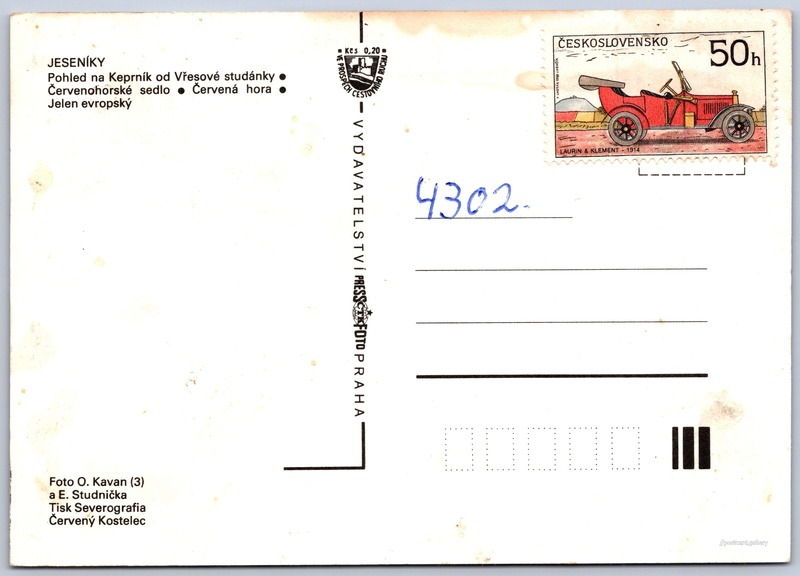 JESENÍKY
Pohled na Keprník od Vřesové studánky ●
Červenohorské sedlo ● Červená hora ●
Jelen evropský
Kčs 0,20
VE PROSPĚCH CESTOVNÍHO RUCHU
VYDAVATELSTVÍ PRESSFOTO PRAHA
ČTK
ČESKOSLOVENSKO
50h
LAURIN & KLEMENT - 1914
4302.
Foto O. Kavan (3)
a E. Studnička
Tisk Severografia
Červený Kostelec